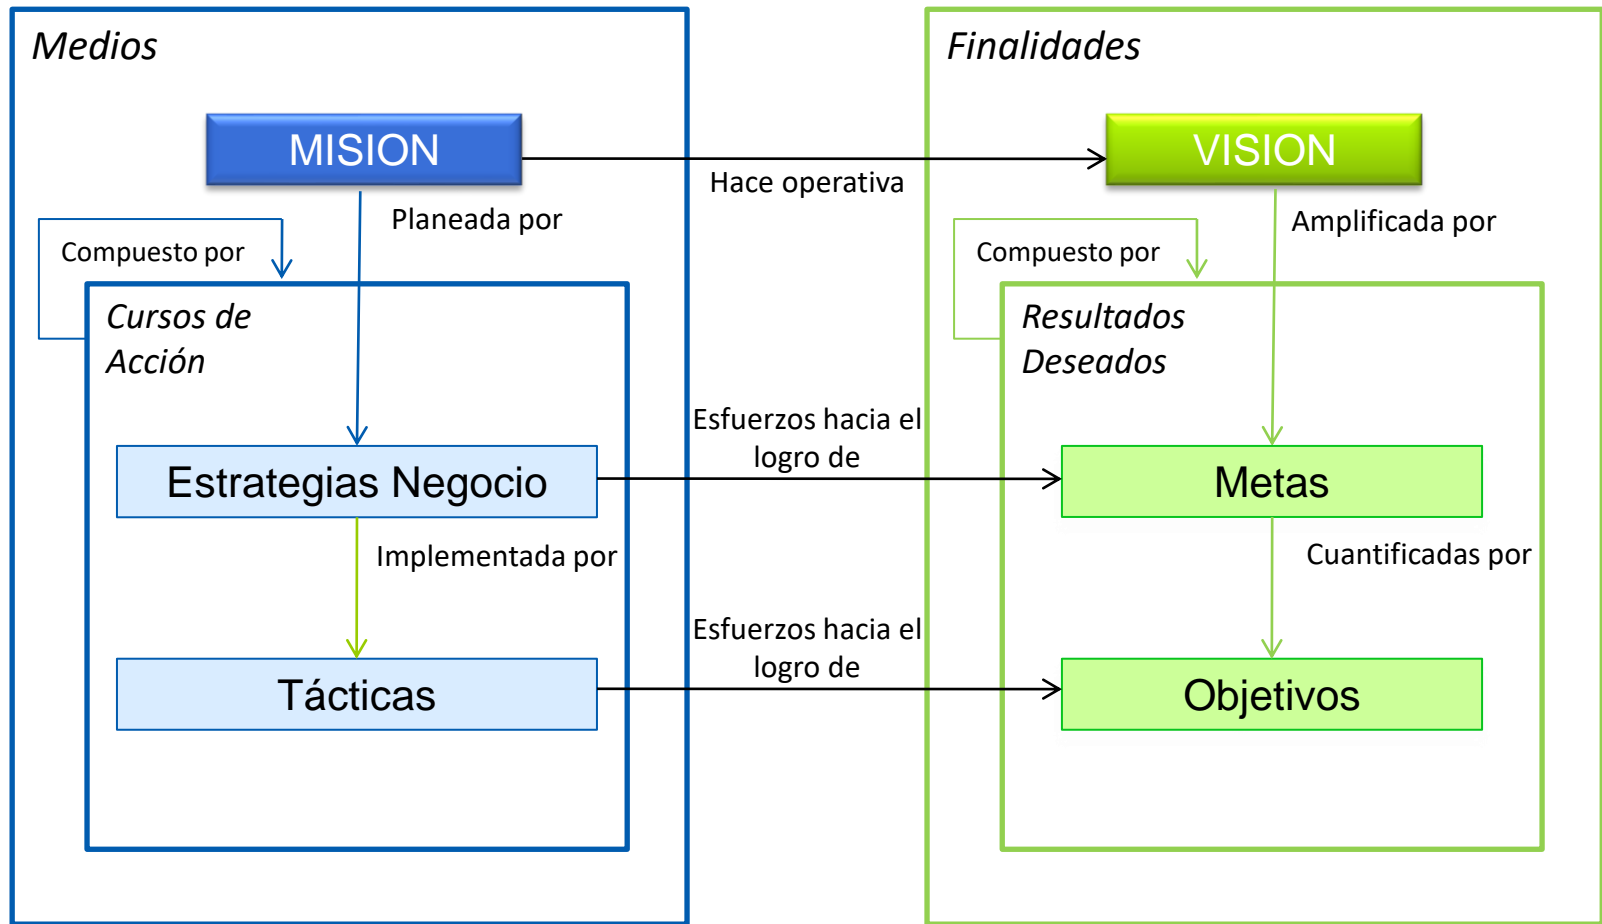 Medios
Finalidades
MISION
VISION
Hace operativa
Planeada por
Amplificada por
Compuesto por
Compuesto por
Cursos de
Acción
Resultados
Deseados
Esfuerzos hacia el
logro de
Estrategias Negocio
Metas
Implementada por
Cuantificadas por
Esfuerzos hacia el
logro de
Tácticas
Objetivos